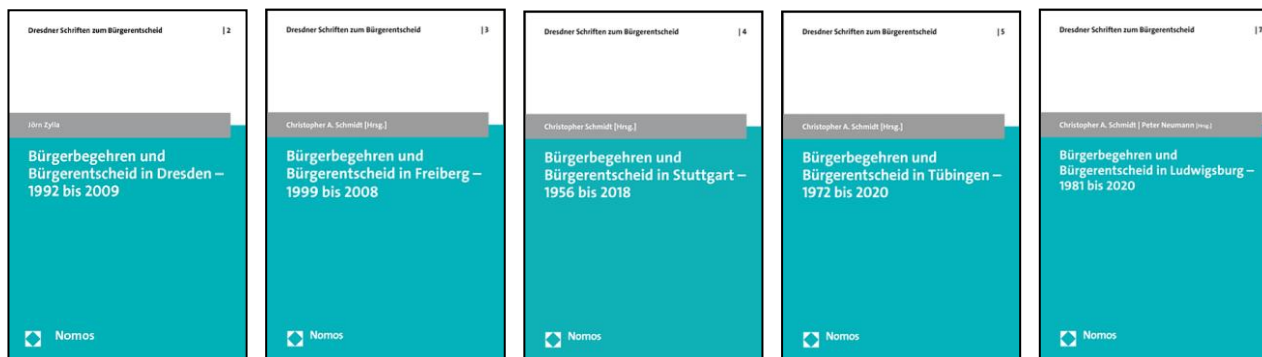 Dresdner Schriften zum Bürgerentscheid | 2
Jörn Zylla
Bürgerbegehren und
Bürgerentscheid in Dresden –
1992 bis 2009
Nomos
Dresdner Schriften zum Bürgerentscheid | 3
Christopher A. Schmidt [Hrsg.]
Bürgerbegehren und
Bürgerentscheid in Freiberg –
1999 bis 2008
Nomos
Dresdner Schriften zum Bürgerentscheid | 4
Christopher Schmidt [Hrsg.]
Bürgerbegehren und
Bürgerentscheid in Stuttgart –
1956 bis 2018
Nomos
Dresdner Schriften zum Bürgerentscheid | 5
Christopher A. Schmidt [Hrsg.]
Bürgerbegehren und
Bürgerentscheid in Tübingen –
1972 bis 2020
Nomos
Dresdner Schriften zum Bürgerentscheid | 7
Christopher A. Schmidt | Peter Neumann [Hrsg.]
Bürgerbegehren und
Bürgerentscheid in Ludwigsburg –
1981 bis 2020
Nomos